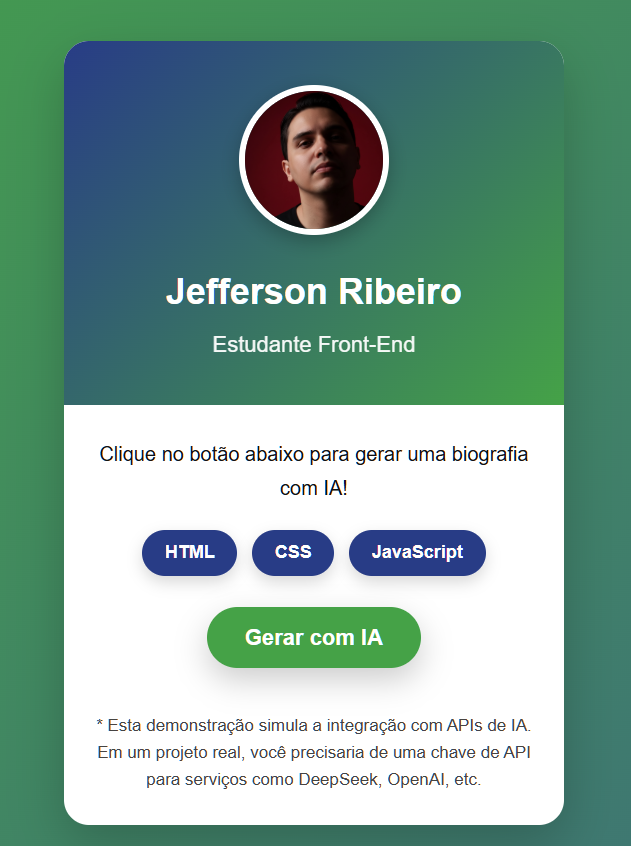 Jefferson Ribeiro
Estudante Front-End
Clique no botão abaixo para gerar uma biografia
com IA!
HTML CSS JavaScript
Gerar com IA
* Esta demonstração simula a integração com APIs de IA.
Em um projeto real, você precisaria de uma chave de API
para serviços como DeepSeek, OpenAI, etc.